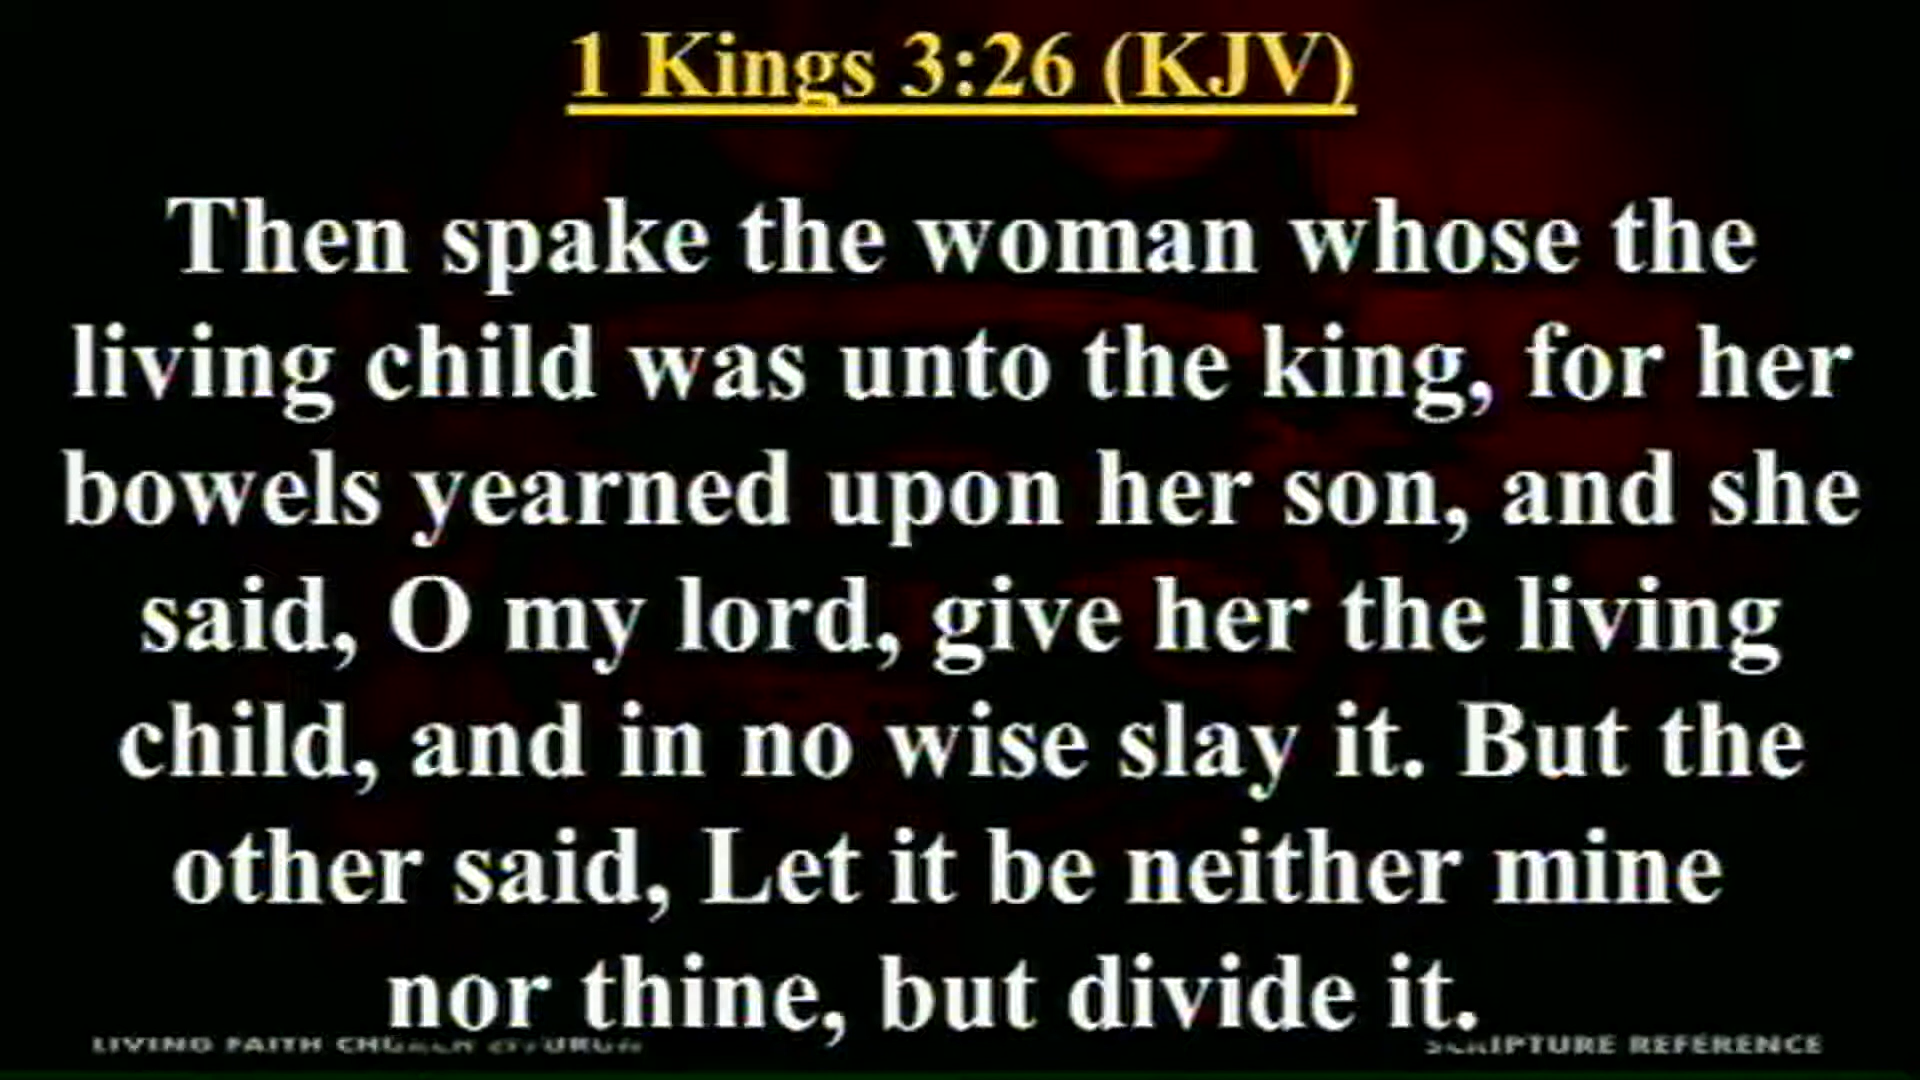 1 Kings 3:26 (KJV)
Then spake the woman whose the
living child was unto the king, for her
bowels yearned upon her son, and she
said, O my lord, give her the living
child, and in no wise slay it. But the
other said, Let it be neither mine
nor thine, but divide it.
LIVING FAITH CHURCH
SCRIPTURE REFERENCE